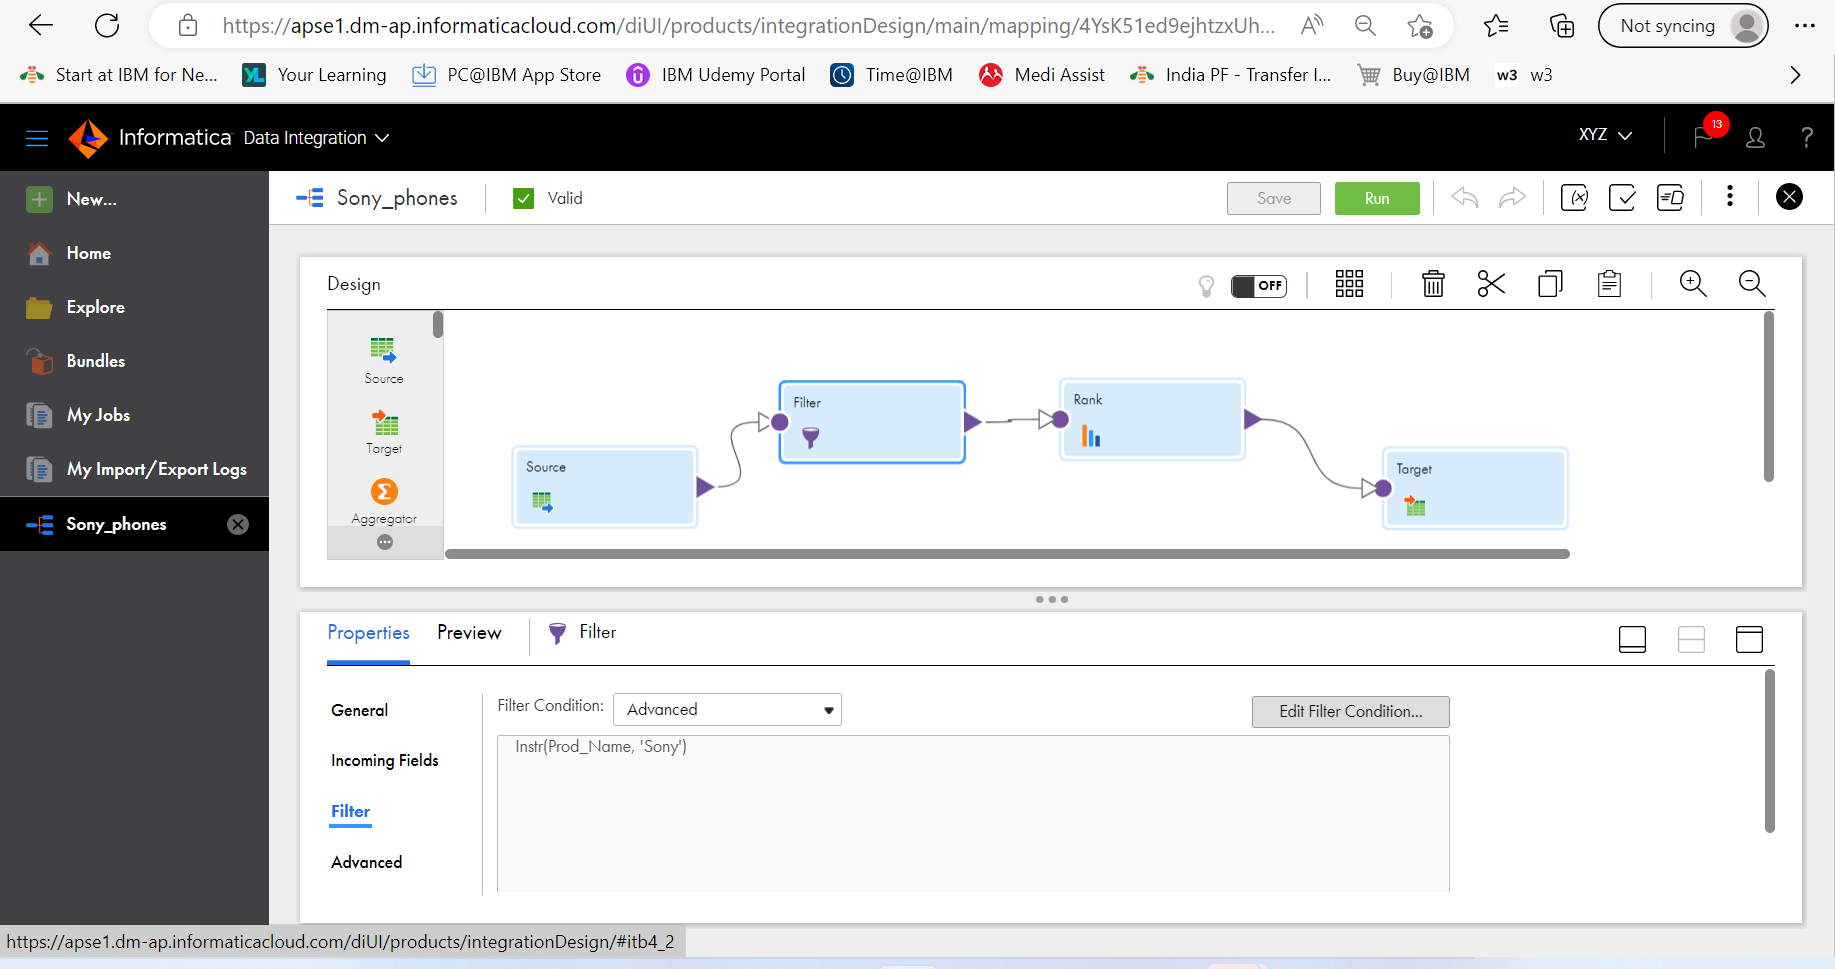 https://apse1.dm-ap.informaticacloud.com/diUI/products/integrationDesign/main/mapping/4YsK51ed9ejhtzxUh...
Not syncing
Start at IBM for Ne...
Your Learning
PC@IBM App Store
IBM Udemy Portal
Time@IBM
Medi Assist
India PF - Transfer I...
Buy@IBM
w3 w3
Informatica Data Integration
XYZ
13
?
New...
Home
Explore
Bundles
My Jobs
My Import/Export Logs
Sony_phones
Sony_phones
Valid
Save
Run
Design
OFF
Source
Target
Aggregator
Source
Filter
Rank
Target
Properties
Preview
Filter
General
Incoming Fields
Filter
Advanced
Filter Condition: Advanced
Edit Filter Condition...
Instr(Prod_Name, 'Sony')
https://apse1.dm-ap.informaticacloud.com/diUI/products/integrationDesign/#itb4_2